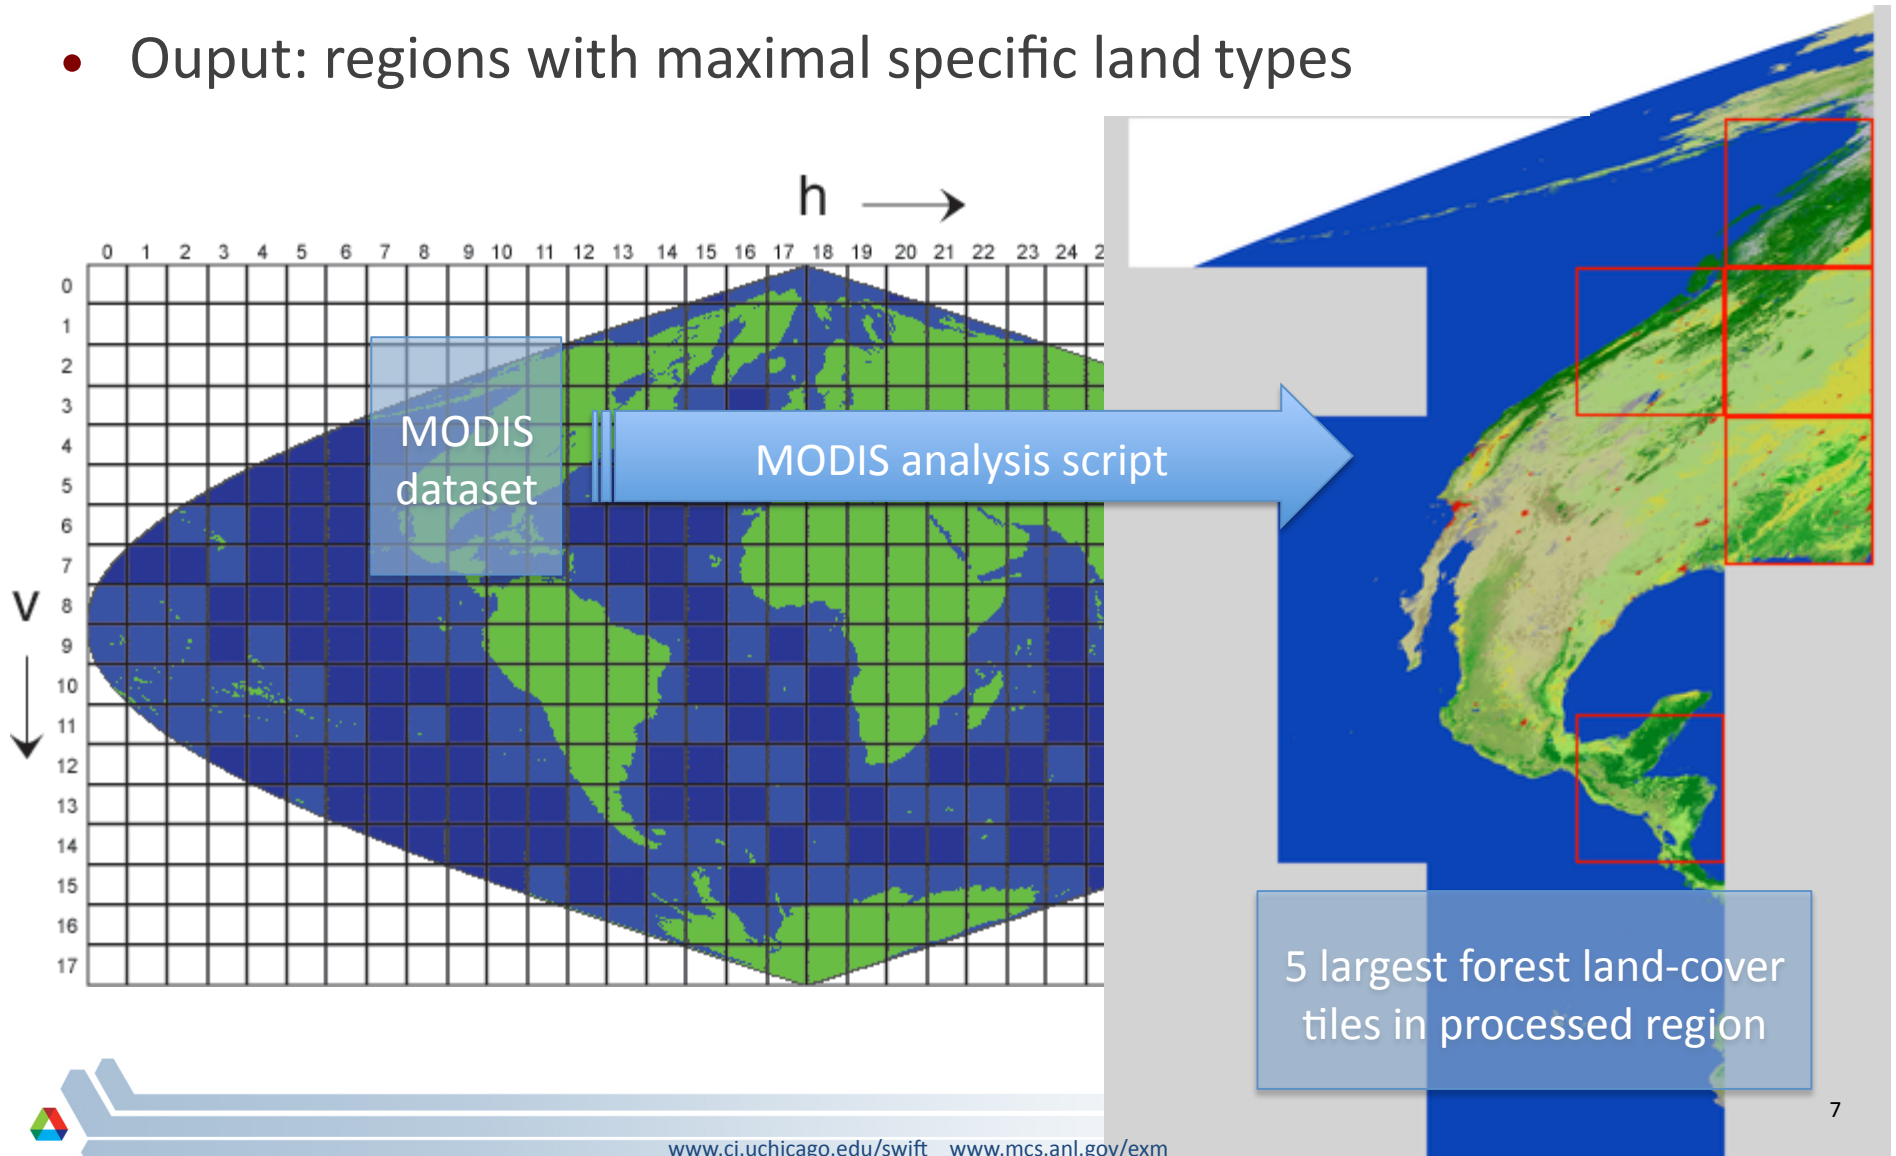 • Ouput: regions with maximal specific land types
h
0 1 2 3 4 5 6 7 8 9 10 11 12 13 14 15 16 17 18 19 20 21 22 23 24 2
0
1
2
3
4
5
6
7
8
9
10
11
12
13
14
15
16
17
v
MODIS
dataset
MODIS analysis script
5 largest forest land-cover
tiles in processed region
7
www.ci.uchicago.edu/swift www.mcs.anl.gov/exm